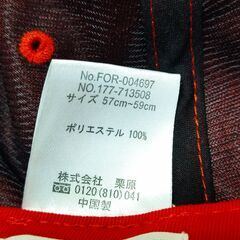 No.FOR-004697
NO.177-713508
サイズ 57cm~59cm
ポリエステル 100%
株式会社 栗原
0120(810)041
中国製